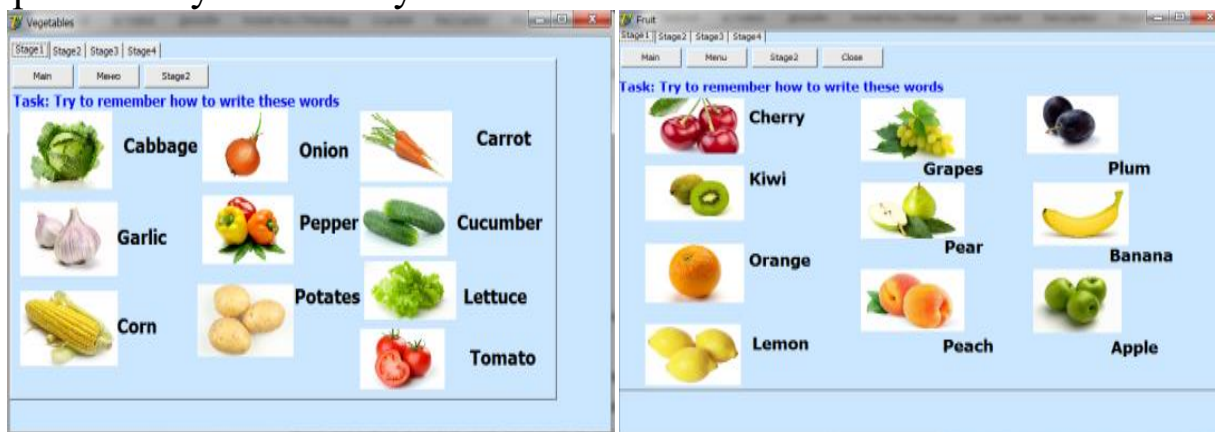 Vegetables
Stage1 Stage2 Stage3 Stage4
Main Меню Stage2
Task: Try to remember how to write these words
Cabbage Onion Carrot
Garlic Pepper Cucumber
Corn Potates Lettuce
Tomato
Fruit
Stage1 Stage2 Stage3 Stage4
Main Menu Stage2 Close
Task: Try to remember how to write these words
Cherry Grapes Plum
Kiwi Pear Banana
Orange Peach Apple
Lemon